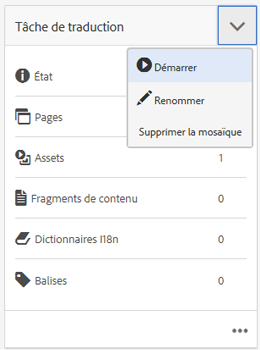 Tâche de traduction
Démarrer
Renommer
Supprimer la mosaïque
État
Pages
Assets 1
Fragments de contenu 0
Dictionnaires I18n 0
Balises 0